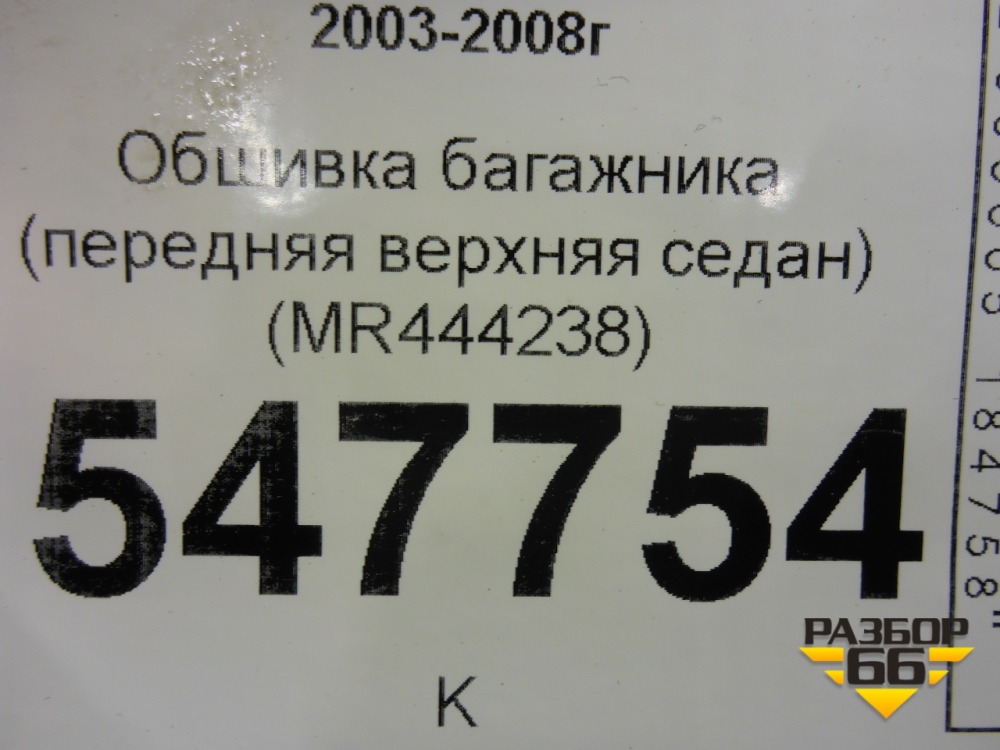 2003-2008г
Обшивка багажника
(передняя верхняя седан)
(MR444238)
547754
К
РАЗБОР
66